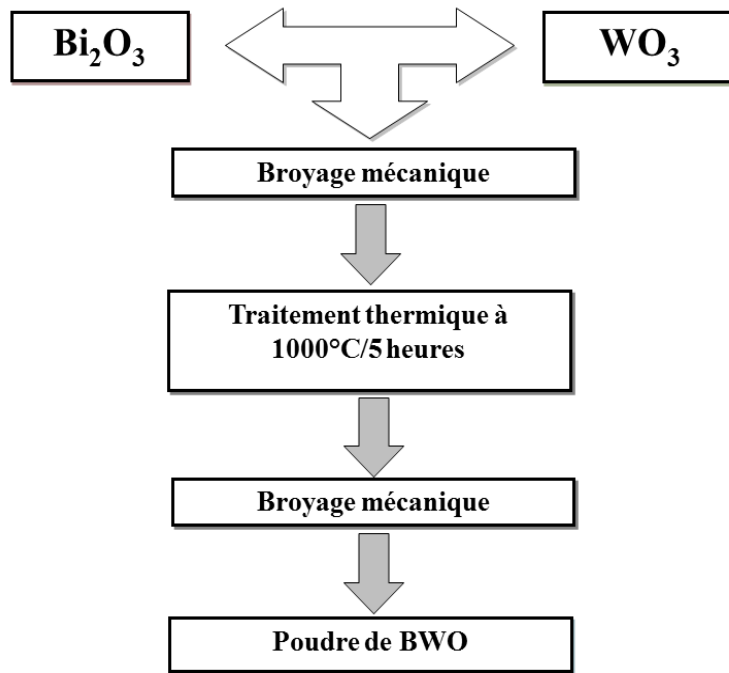 Bi₂O₃
WO₃
Broyage mécanique
Traitement thermique à
1000°C/5 heures
Broyage mécanique
Poudre de BWO